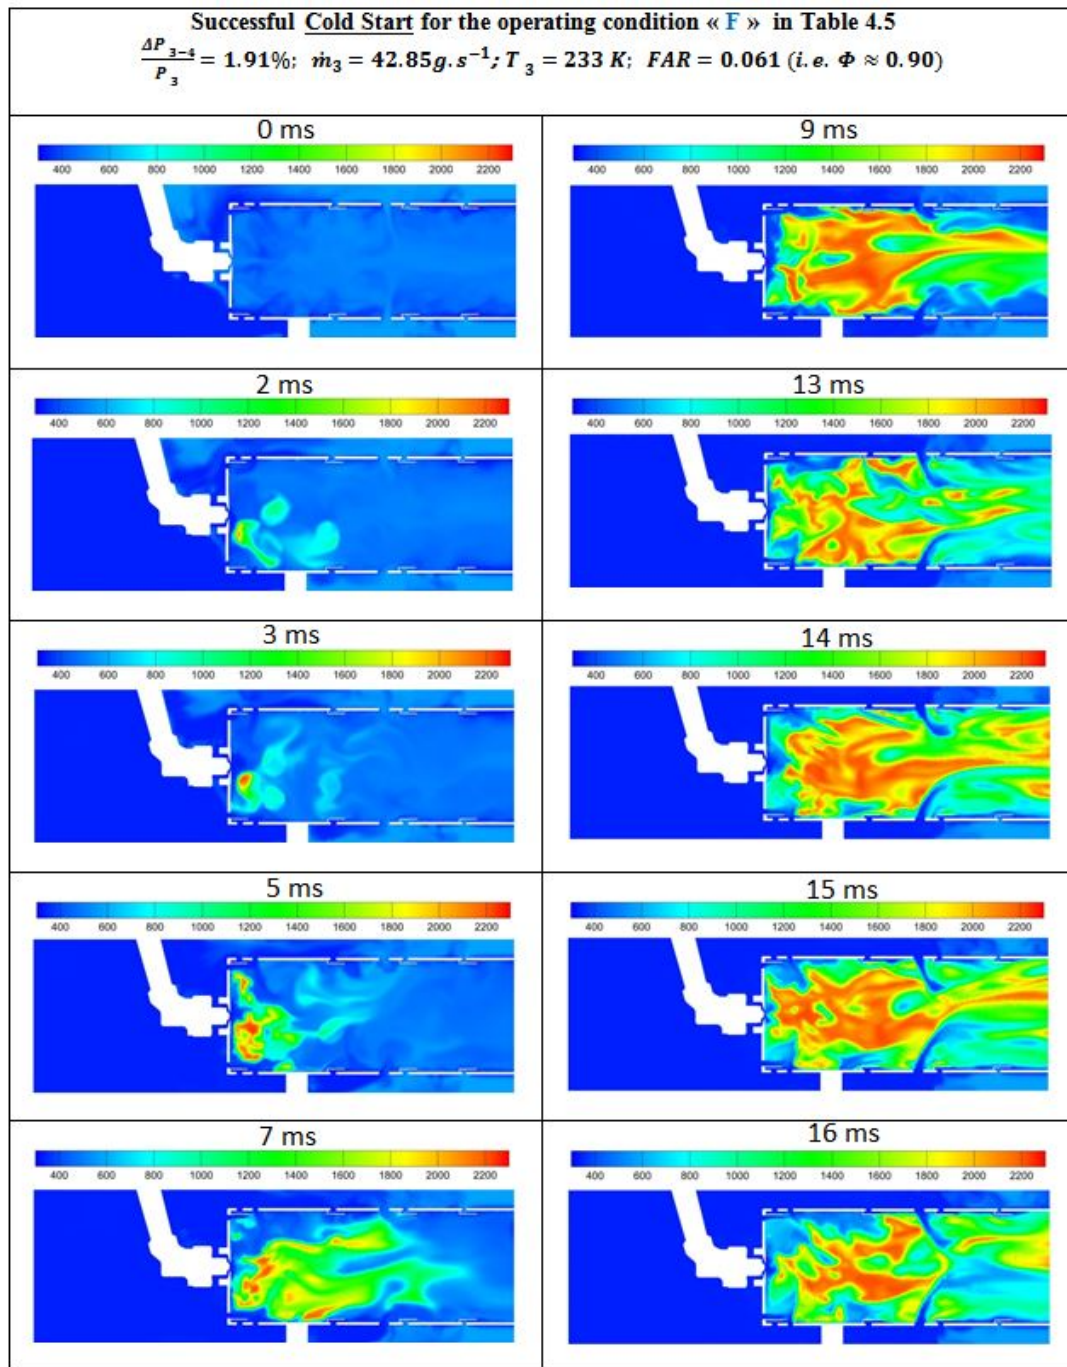 Successful Cold Start for the operating condition « F » in Table 4.5
ΔP 3-4 / P 3 = 1.91%; ṁ3 = 42.85g.s⁻¹; T 3 = 233 K; FAR = 0.061 (i.e. Φ ≈ 0.90)
0 ms
400 600 800 1000 1200 1400 1600 1800 2000 2200
2 ms
400 600 800 1000 1200 1400 1600 1800 2000 2200
3 ms
400 600 800 1000 1200 1400 1600 1800 2000 2200
5 ms
400 600 800 1000 1200 1400 1600 1800 2000 2200
7 ms
400 600 800 1000 1200 1400 1600 1800 2000 2200
9 ms
400 600 800 1000 1200 1400 1600 1800 2000 2200
13 ms
400 600 800 1000 1200 1400 1600 1800 2000 2200
14 ms
400 600 800 1000 1200 1400 1600 1800 2000 2200
15 ms
400 600 800 1000 1200 1400 1600 1800 2000 2200
16 ms
400 600 800 1000 1200 1400 1600 1800 2000 2200